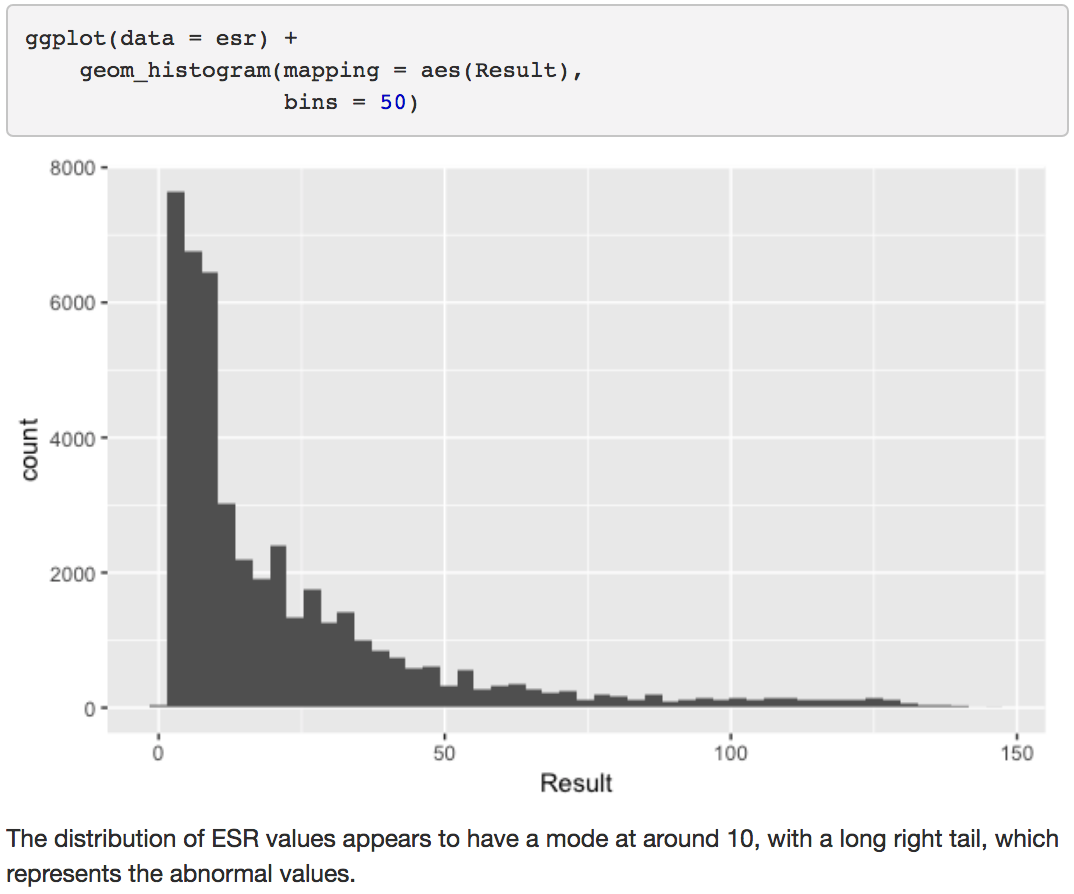 ggplot(data = esr) +
    geom_histogram(mapping = aes(Result),
                   bins = 50)
8000
6000
4000
2000
0
count
0 50 100 150
Result
The distribution of ESR values appears to have a mode at around 10, with a long right tail, which
represents the abnormal values.